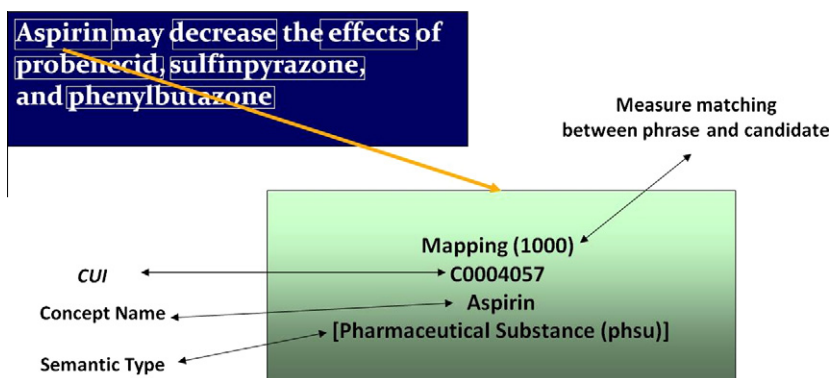 Aspirin may decrease the effects of
probenecid, sulfinpyrazone,
and phenylbutazone
Measure matching
between phrase and candidate
Mapping (1000)
CUI
C0004057
Concept Name
Aspirin
[Pharmaceutical Substance (phsu)]
Semantic Type